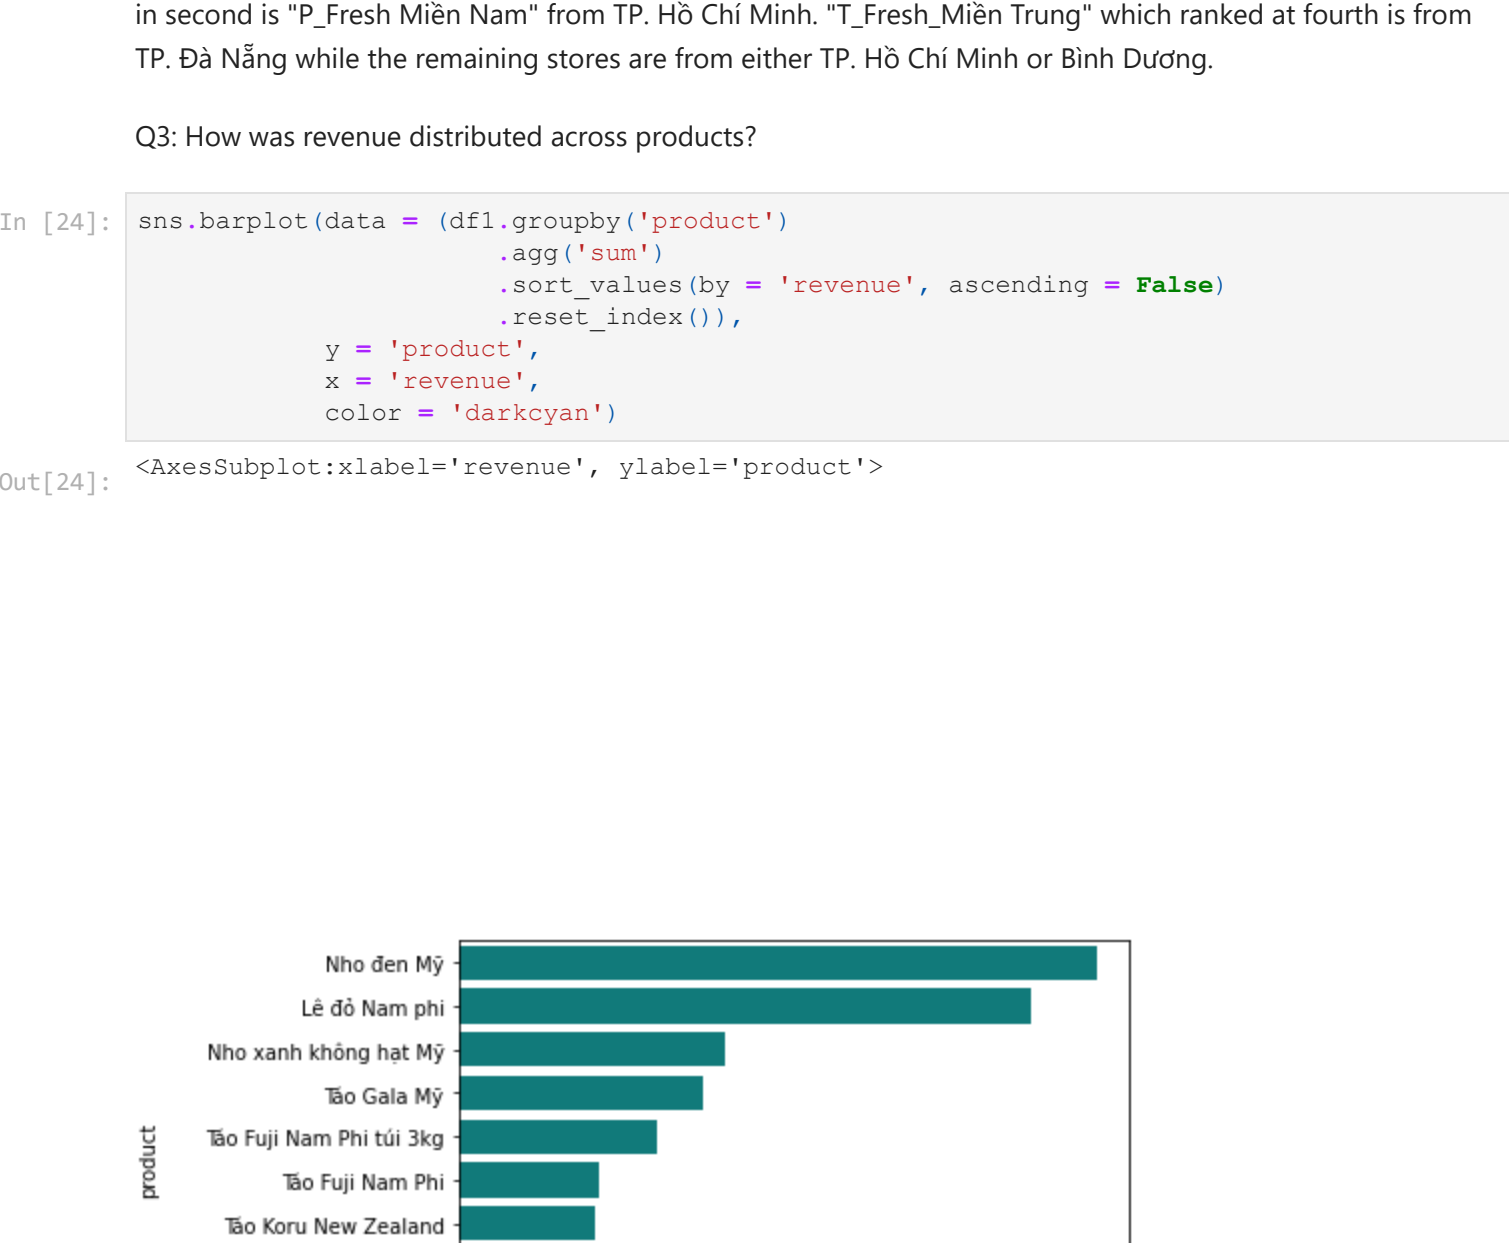 in second is "P_Fresh Miền Nam" from TP. Hồ Chí Minh. "T_Fresh_Miền Trung" which ranked at fourth is from
TP. Đà Nẵng while the remaining stores are from either TP. Hồ Chí Minh or Bình Dương.
Q3: How was revenue distributed across products?
In [24]:
sns.barplot(data = (df1.groupby('product')
.agg('sum')
.sort_values(by = 'revenue', ascending = False)
.reset_index()),
y = 'product',
x = 'revenue',
color = 'darkcyan')
Out[24]:
<AxesSubplot:xlabel='revenue', ylabel='product'>
Nho đen Mỹ
Lê đỏ Nam phi
Nho xanh không hạt Mỹ
Táo Gala Mỹ
Táo Fuji Nam Phi túi 3kg
Táo Fuji Nam Phi
Táo Koru New Zealand
product